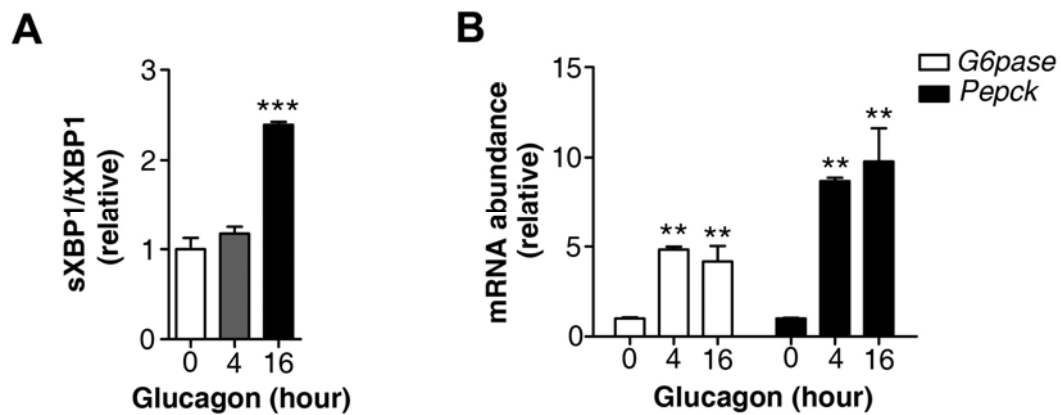 A
sXBP1/tXBP1
(relative)
3
2
1
0
***
0 4 16
Glucagon (hour)
B
G6pase
Pepck
mRNA abundance
(relative)
15
10
5
0
** ** ** **
0 4 16 0 4 16
Glucagon (hour)